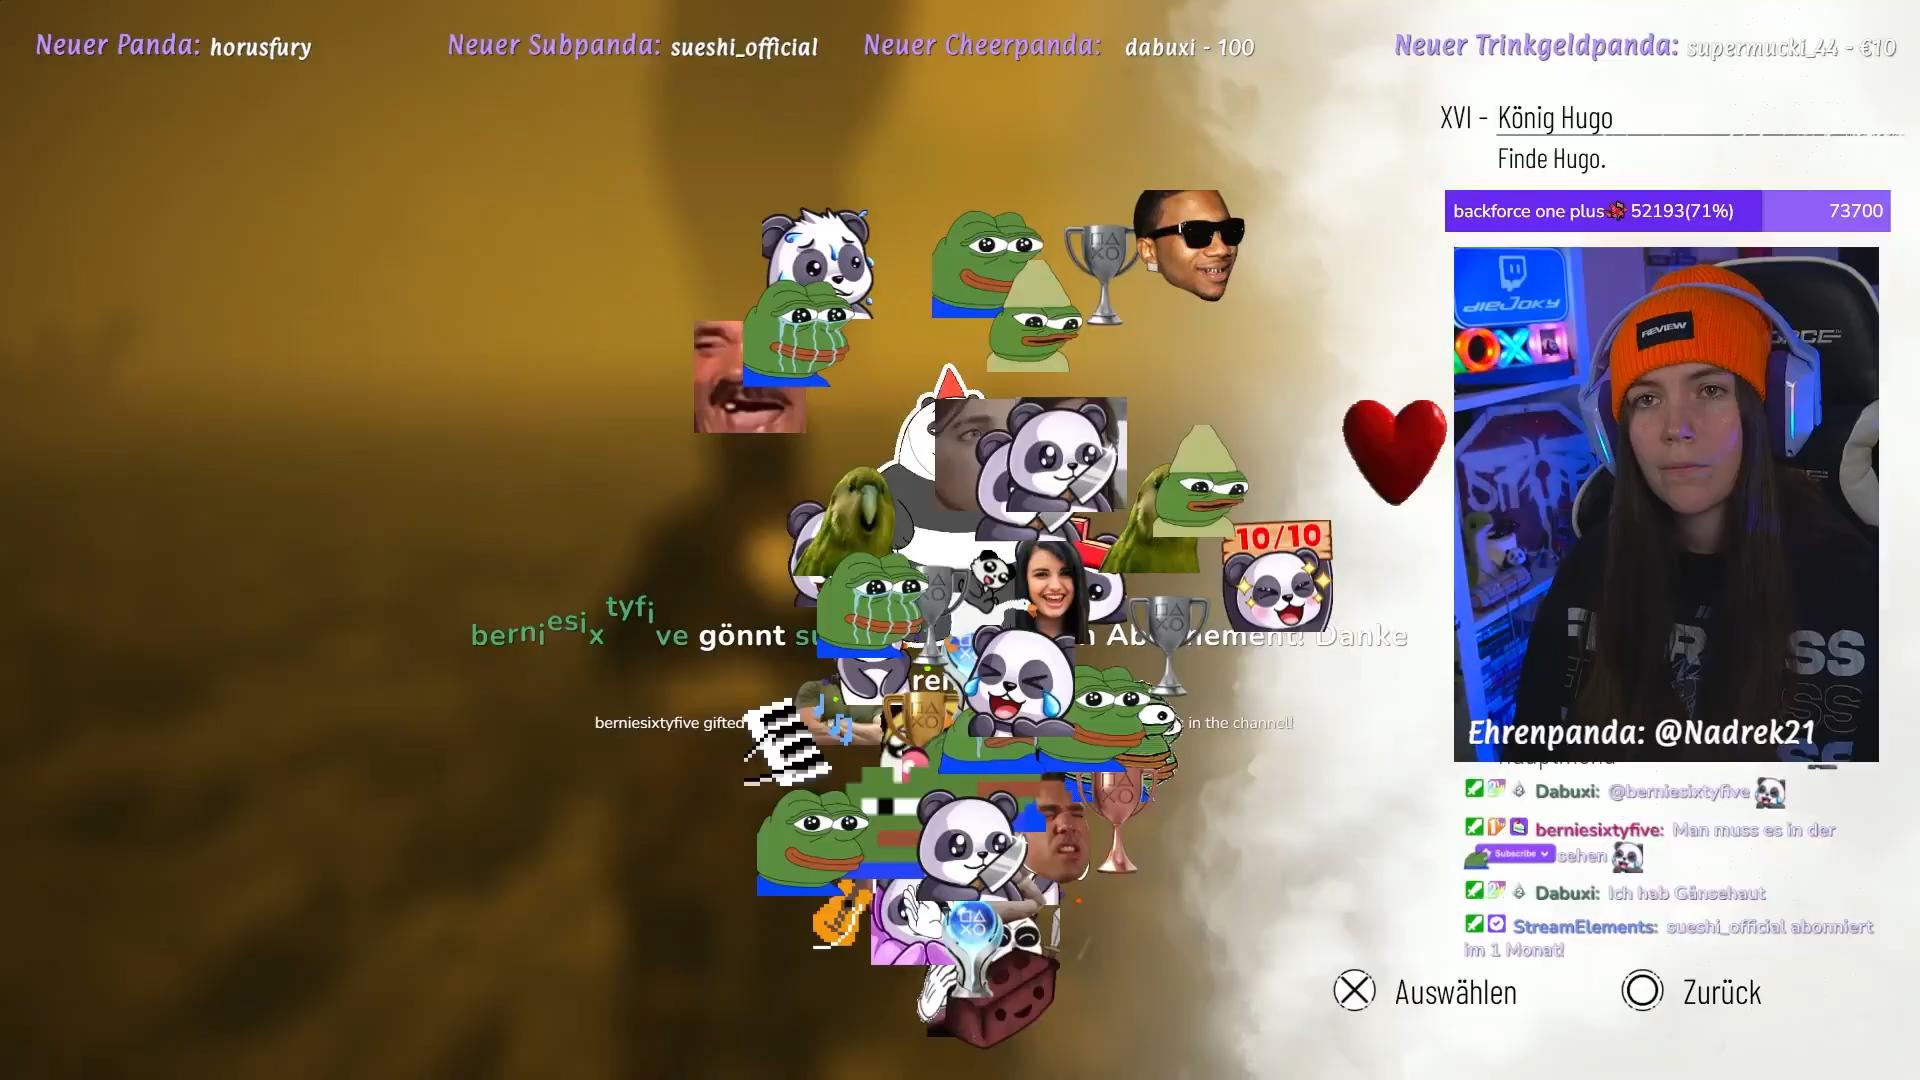 Neuer Panda: horusfury
Neuer Subpanda: sueshi_official
Neuer Cheerpanda: dabuxi - 100
Neuer Trinkgeldpanda: supermucki_44 - €10
XVI - König Hugo
Finde Hugo.
backforce one plus 52193(71%) 73700
dieJoky
REVIEW
10/10
berniesixtyfive gönnt
Danke
berniesixtyfive gifted
in the channel!
Ehrenpanda: @Nadrek21
Dabuxi: @berniesixtyfive
berniesixtyfive: Man muss es in der
Subscribe sehen
Dabuxi: Ich hab Gänsehaut
StreamElements: sueshi_official abonniert
im 1 Monat!
Auswählen
Zurück